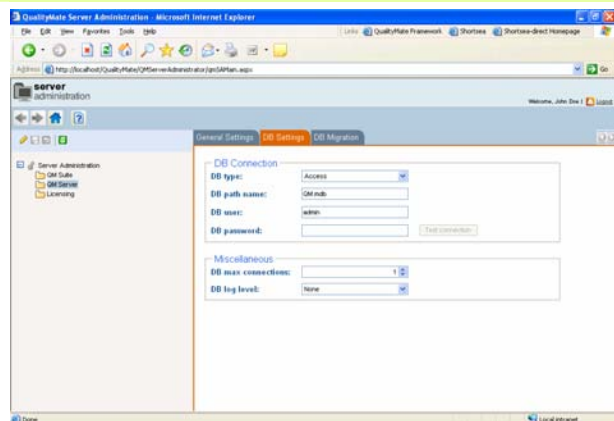 QualityMate Server Administration - Microsoft Internet Explorer
File Edit View Favorites Tools Help
Links QualityMate Framework Shortsea Shortsea-direct Homepage
Address http://localhost/QualityMate/QMServerAdministrator/qmSAMain.aspx Go
server
administration
Welcome, John Doe | Logout
General Settings DB Settings DB Migration
Server Administration
QM Suite
QM Server
Licensing
DB Connection
DB type: Access
DB path name: QM.mdb
DB user: admin
DB password: Test connection
Miscellaneous
DB max connections: 1
DB log level: None
Done Local intranet